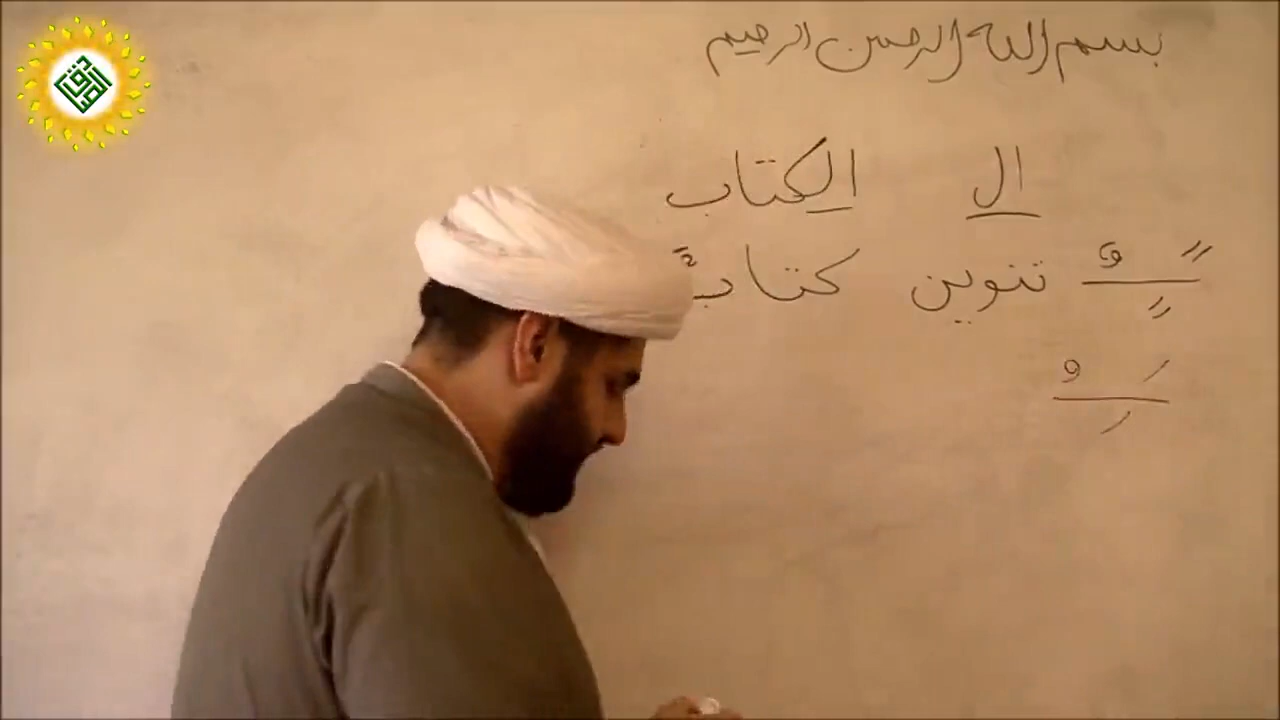 بسم الله الرحمن الرحيم
ال الكتاب
ًٌٍ تنوين كتابٌ
َُِ